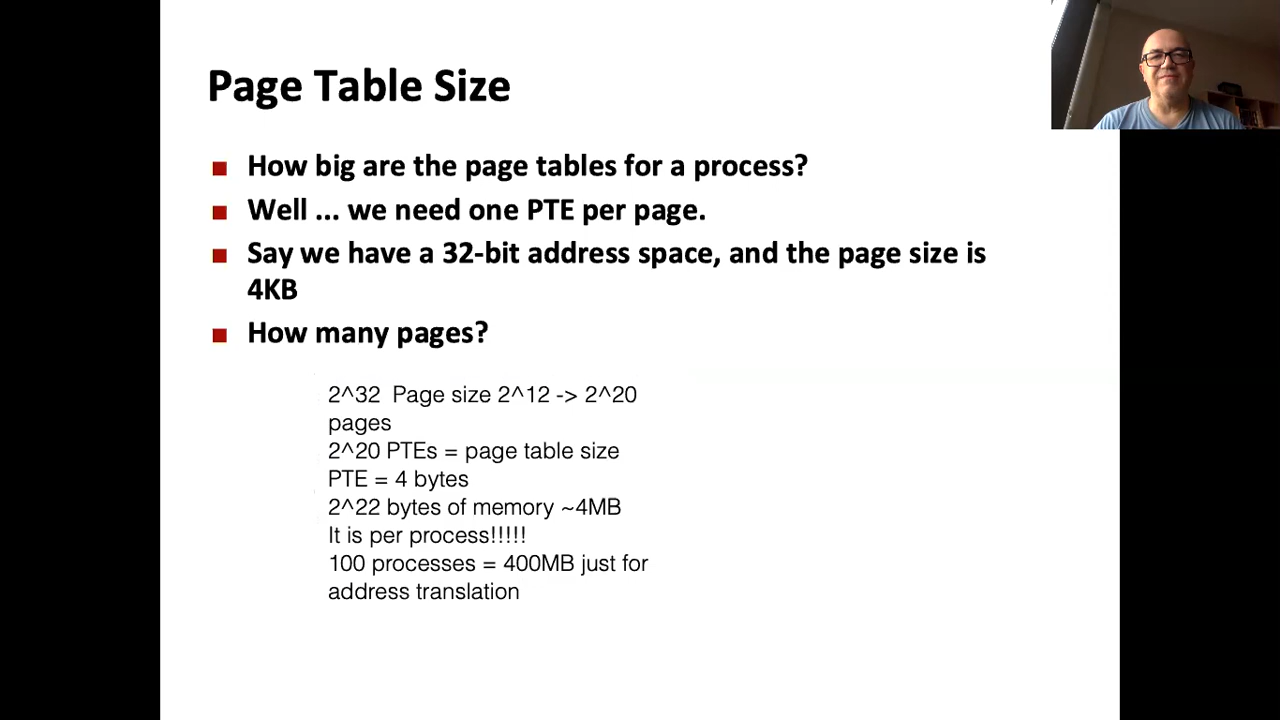 Page Table Size
How big are the page tables for a process?
Well ... we need one PTE per page.
Say we have a 32-bit address space, and the page size is
4KB
How many pages?
2^32  Page size 2^12 -> 2^20
pages
2^20 PTEs = page table size
PTE = 4 bytes
2^22 bytes of memory ~4MB
It is per process!!!!!
100 processes = 400MB just for
address translation